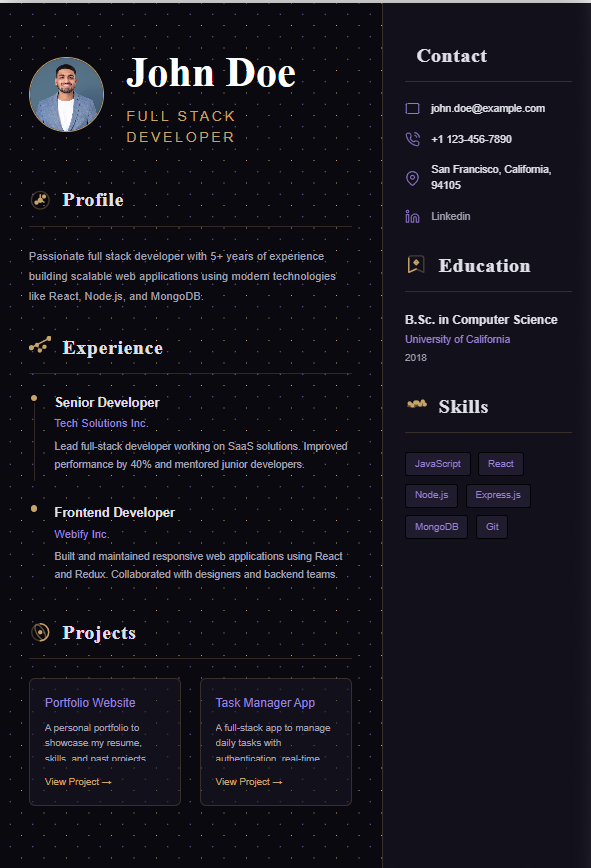 John Doe
FULL STACK
DEVELOPER
Profile
Passionate full stack developer with 5+ years of experience
building scalable web applications using modern technologies
like React, Node.js, and MongoDB.
Experience
Senior Developer
Tech Solutions Inc.
Lead full-stack developer working on SaaS solutions. Improved
performance by 40% and mentored junior developers.
Frontend Developer
Webify Inc.
Built and maintained responsive web applications using React
and Redux. Collaborated with designers and backend teams.
Projects
Portfolio Website
A personal portfolio to
showcase my resume,
skills, and past projects
View Project →
Task Manager App
A full-stack app to manage
daily tasks with
authentication, real-time
View Project →
Contact
john.doe@example.com
+1 123-456-7890
San Francisco, California,
94105
Linkedin
Education
B.Sc. in Computer Science
University of California
2018
Skills
JavaScript
React
Node.js
Express.js
MongoDB
Git